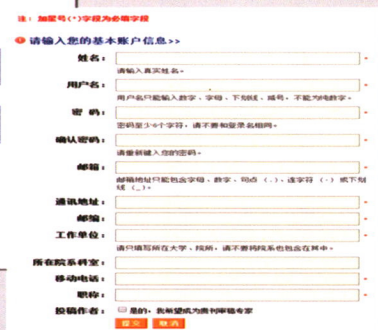 注：加星号(*)字段为必填字段
请输入您的基本账户信息>>
姓名： *
请输入真实姓名。
用户名： *
用户名只能输入数字、字母、下划线、减号，不能为纯数字。
密 码： *
密码至少6个字符，请不要和登录名相同。
确认密码： *
请重新键入您的密码。
邮箱： *
邮箱地址只能包含字母、数字、句点（.）、连字符（-）或下划
线（_）。
通讯地址： *
邮编： *
工作单位： *
请只填写所在大学、院所，请不要将院系也包含在其中。
所在院系科室： *
移动电话： *
职称： *
投稿作者： 是的，我希望成为贵刊审稿专家
提交 取消